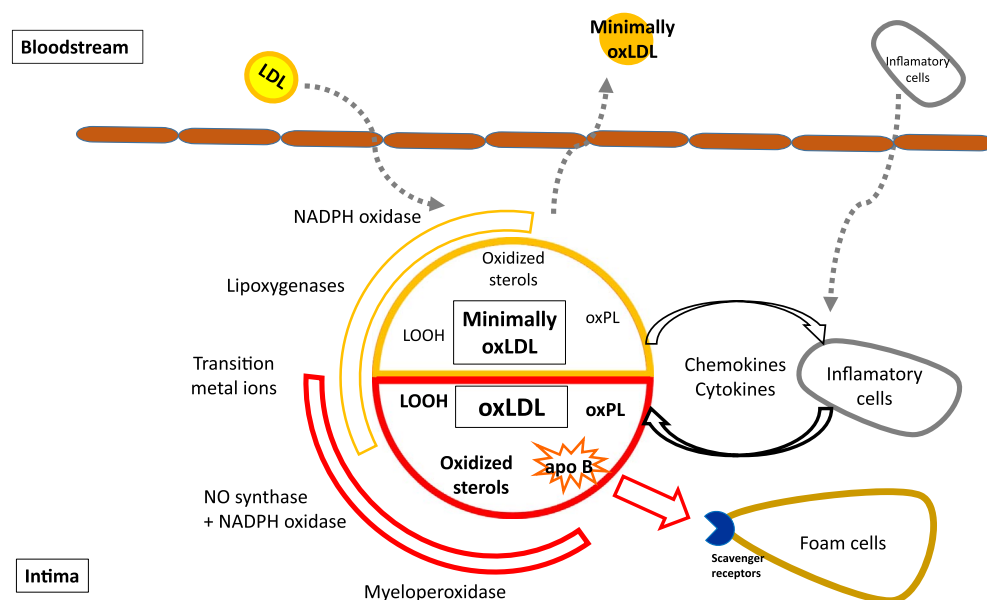 Bloodstream
LDL
Minimally
oxLDL
Inflamatory
cells
NADPH oxidase
Lipoxygenases
Transition
metal ions
NO synthase
+ NADPH oxidase
Myeloperoxidase
Oxidized
sterols
LOOH
Minimally
oxLDL
oxPL
LOOH
oxLDL
oxPL
Oxidized
sterols
apo B
Chemokines
Cytokines
Inflamatory
cells
Scavenger
receptors
Foam cells
Intima